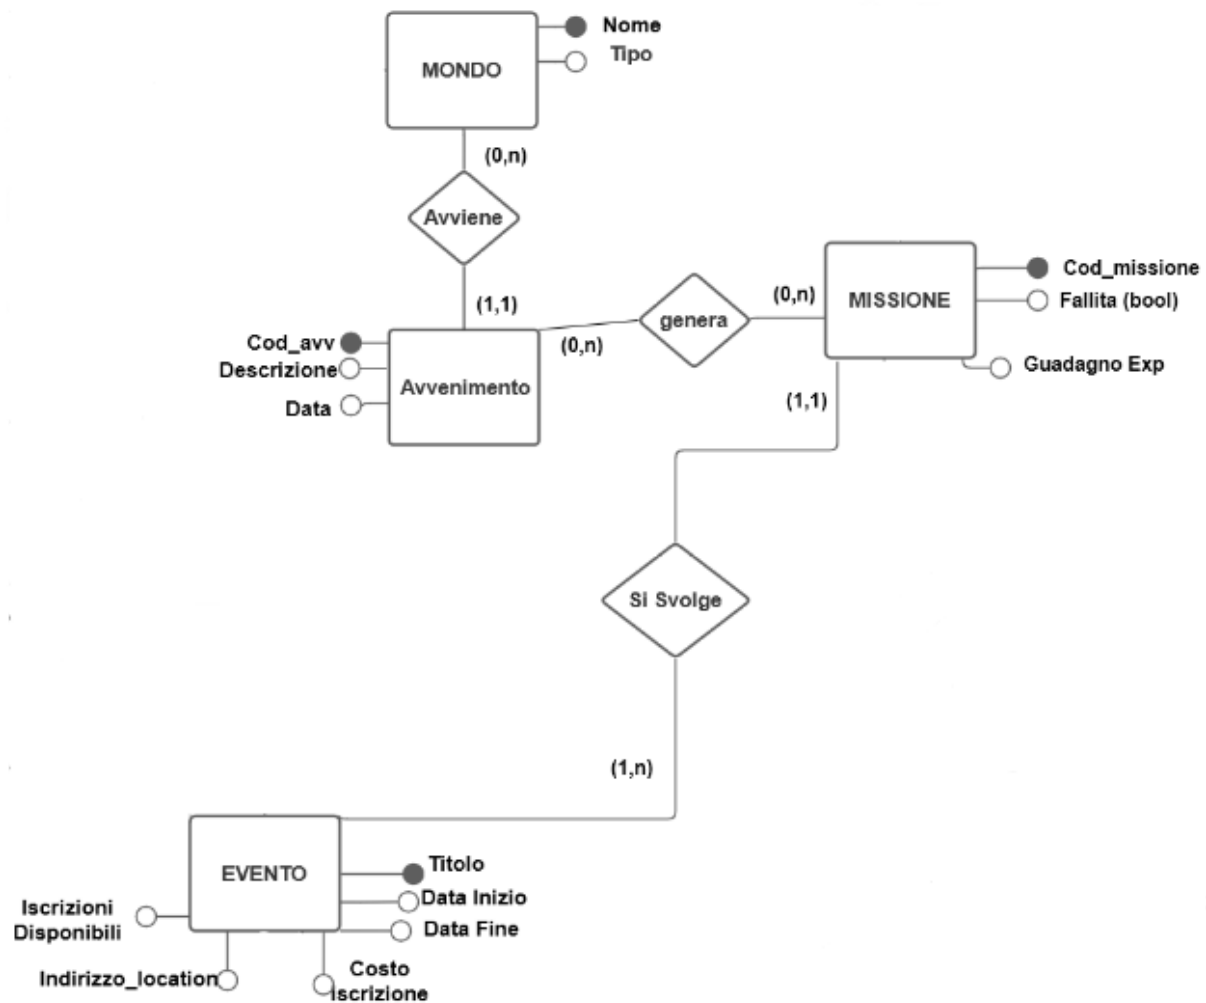 Nome
Tipo
MONDO
(0,n)
Avviene
(1,1)
Cod_avv
Descrizione
Data
Avvenimento
(0,n)
genera
(0,n)
MISSIONE
Cod_missione
Fallita (bool)
Guadagno Exp
(1,1)
Si Svolge
(1,n)
EVENTO
Titolo
Data Inizio
Data Fine
Iscrizioni
Disponibili
Indirizzo_location
Costo
Iscrizione